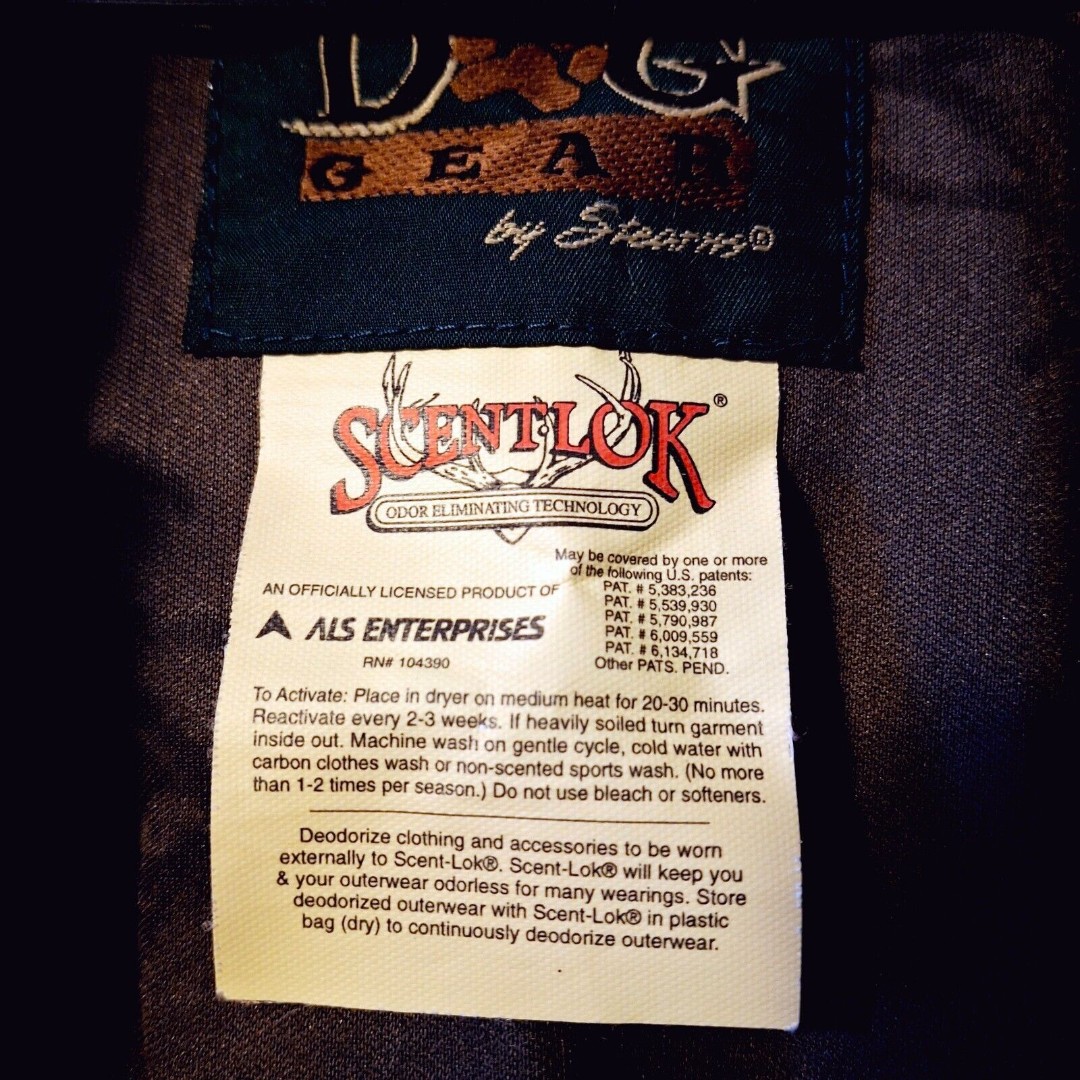 D G
GEAR
by Stearns®
SCENT•LOK®
ODOR ELIMINATING TECHNOLOGY
May be covered by one or more
of the following U.S. patents:
PAT. # 5,383,236
PAT. # 5,539,930
PAT. # 5,790,987
PAT. # 6,009,559
PAT. # 6,134,718
Other PATS. PEND.
AN OFFICIALLY LICENSED PRODUCT OF
ALS ENTERPRISES
RN# 104390
To Activate: Place in dryer on medium heat for 20-30 minutes.
Reactivate every 2-3 weeks. If heavily soiled turn garment
inside out. Machine wash on gentle cycle, cold water with
carbon clothes wash or non-scented sports wash. (No more
than 1-2 times per season.) Do not use bleach or softeners.
Deodorize clothing and accessories to be worn
externally to Scent-Lok®. Scent-Lok® will keep you
& your outerwear odorless for many wearings. Store
deodorized outerwear with Scent-Lok® in plastic
bag (dry) to continuously deodorize outerwear.